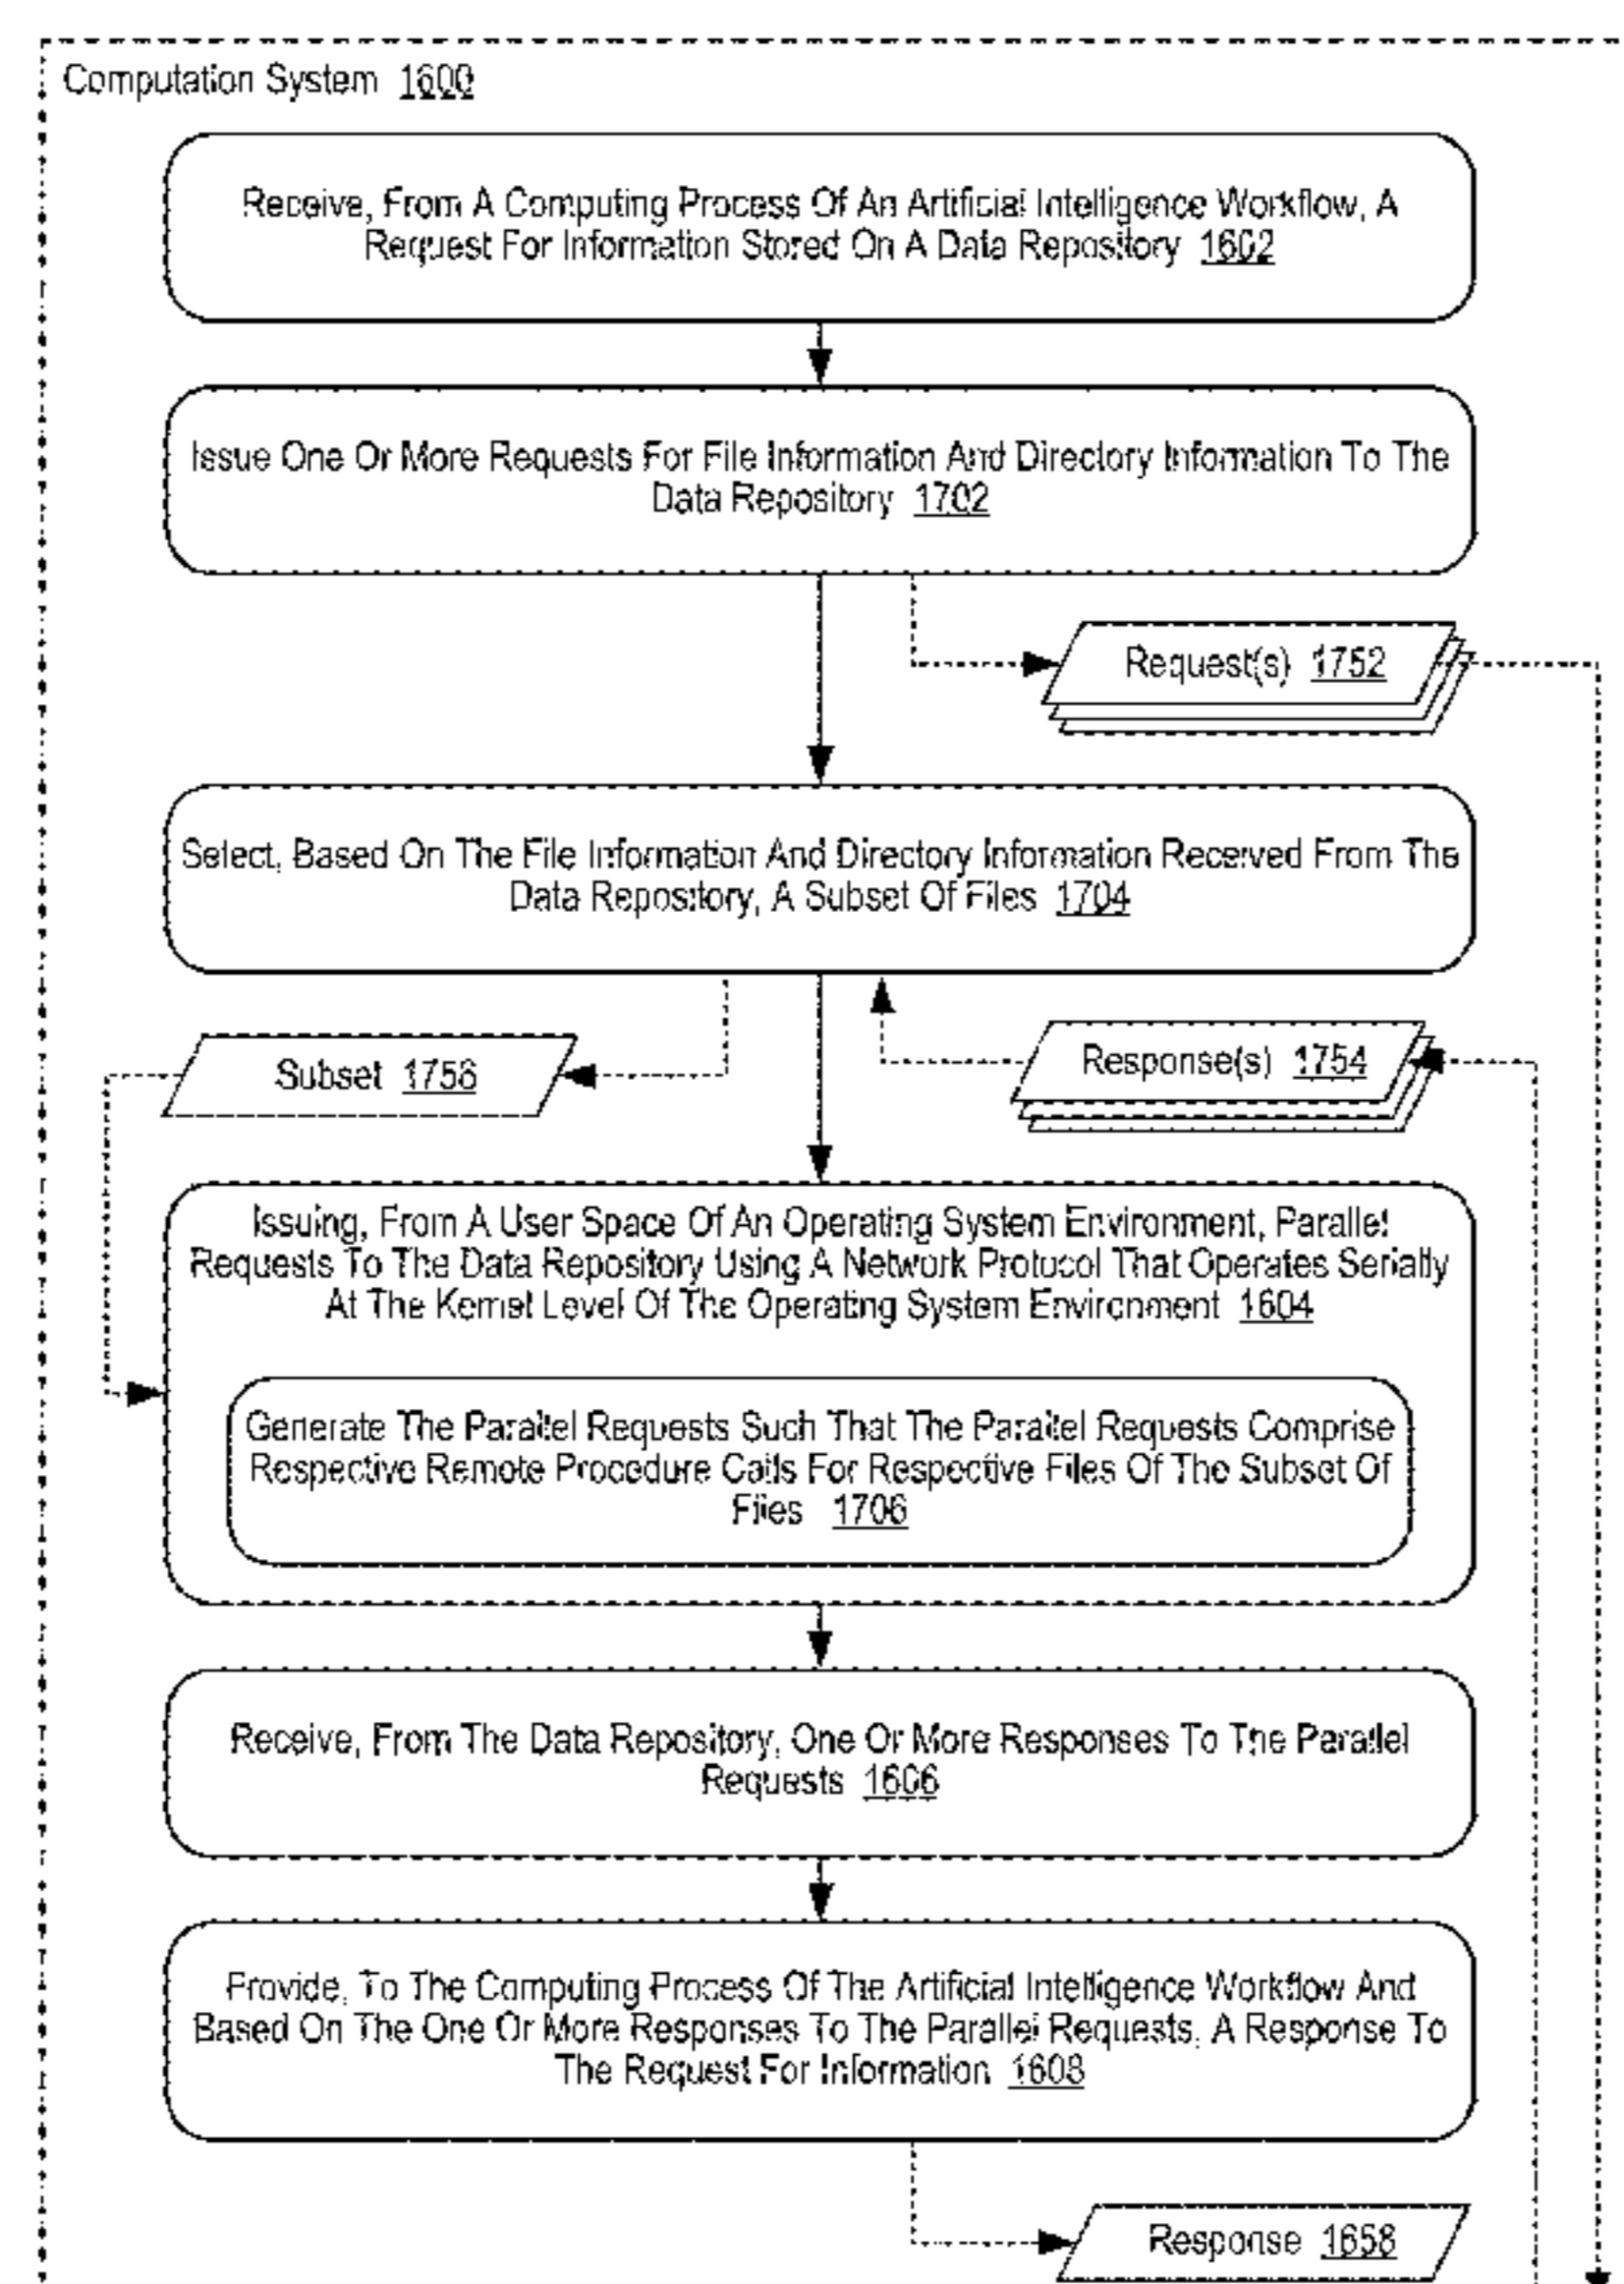 Computation System 1600
Receive, From A Computing Process Of An Artificial Intelligence Workflow, A
Request For Information Stored On A Data Repository 1602
Issue One Or More Requests For File Information And Directory Information To The
Data Repository 1702
Request(s) 1752
Select, Based On The File Information And Directory Information Received From The
Data Repository, A Subset Of Files 1704
Subset 1756
Response(s) 1754
Issuing, From A User Space Of An Operating System Environment, Parallel
Requests To The Data Repository Using A Network Protocol That Operates Serially
At The Kernel Level Of The Operating System Environment 1604
Generate The Parallel Requests Such That The Parallel Requests Comprise
Respective Remote Procedure Calls For Respective Files Of The Subset Of
Files 1706
Receive, From The Data Repository, One Or More Responses To The Parallel
Requests 1606
Provide, To The Computing Process Of The Artificial Intelligence Workflow And
Based On The One Or More Responses To The Parallel Requests, A Response To
The Request For Information 1608
Response 1658